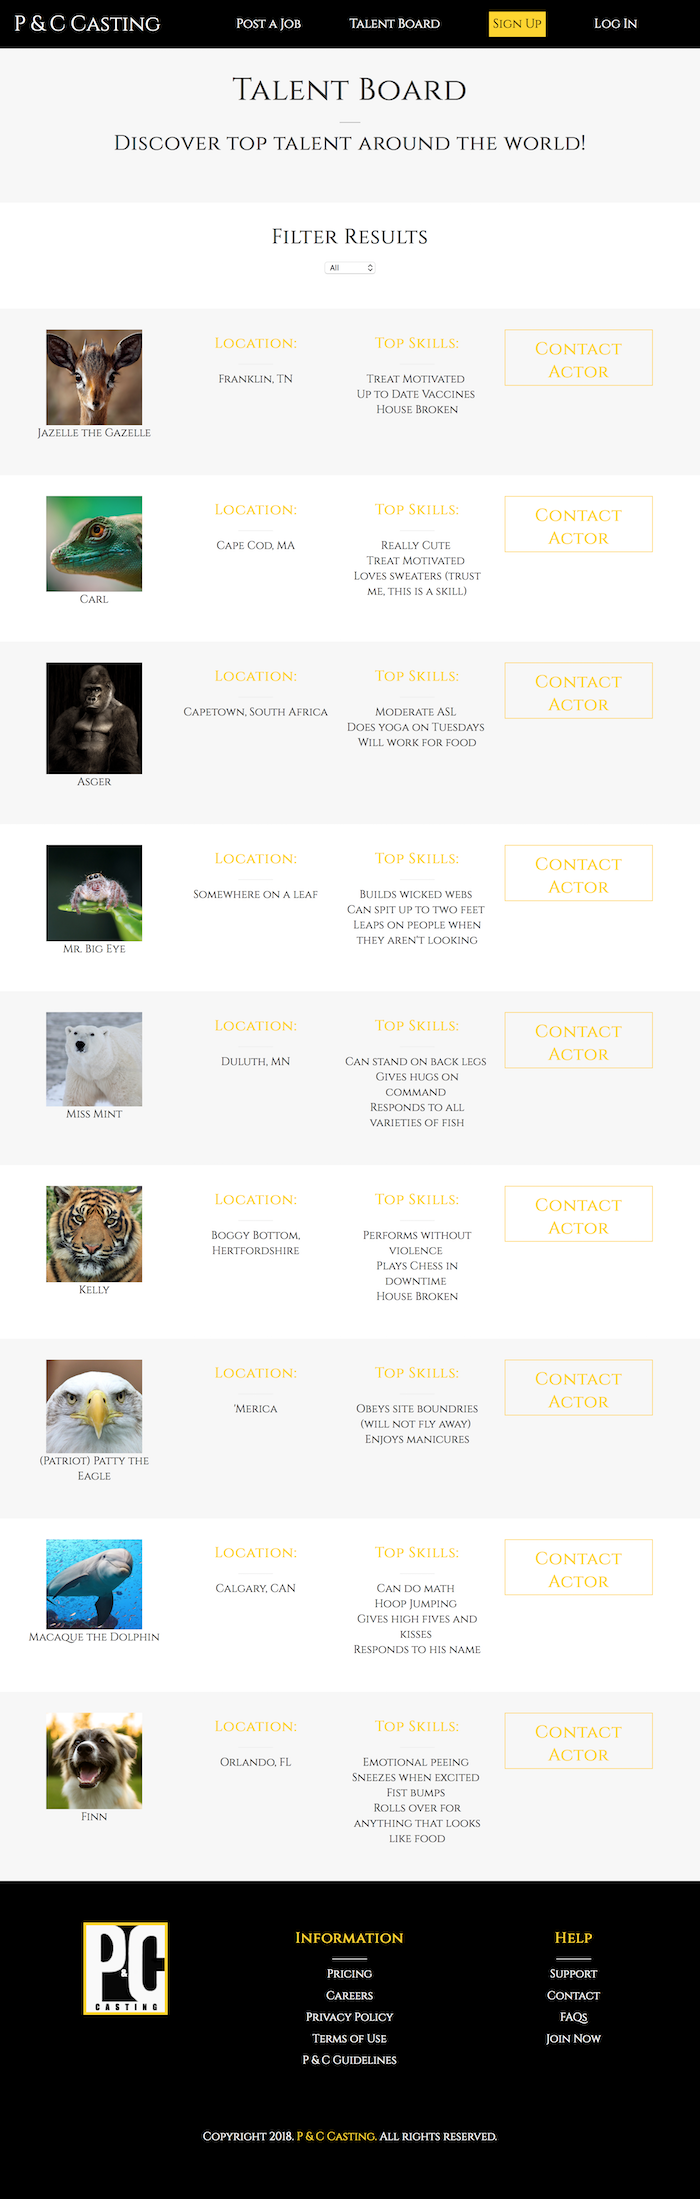 P & C Casting
Post a Job
Talent Board
Sign Up
Log In
Talent Board
Discover top talent around the world!
Filter Results
All
Jazelle the Gazelle
Location:
Franklin, TN
Top Skills:
Treat Motivated
Up to Date Vaccines
House Broken
Contact
Actor
Carl
Location:
Cape Cod, MA
Top Skills:
Really Cute
Treat Motivated
Loves sweaters (trust
me, this is a skill)
Contact
Actor
Asger
Location:
Capetown, South Africa
Top Skills:
Moderate ASL
Does yoga on Tuesdays
Will work for food
Contact
Actor
Mr. Big Eye
Location:
Somewhere on a leaf
Top Skills:
Builds wicked webs
Can spit up to two feet
Leaps on people when
they aren't looking
Contact
Actor
Miss Mint
Location:
Duluth, MN
Top Skills:
Can stand on back legs
Gives hugs on
command
Responds to all
varieties of fish
Contact
Actor
Kelly
Location:
Boggy Bottom,
Hertfordshire
Top Skills:
Performs without
violence
Plays Chess in
downtime
House Broken
Contact
Actor
(Patriot) Patty the
Eagle
Location:
'Merica
Top Skills:
Obeys site boundries
(will not fly away)
Enjoys manicures
Contact
Actor
Macaque the Dolphin
Location:
Calgary, CAN
Top Skills:
Can do math
Hoop Jumping
Gives high fives and
kisses
Responds to his name
Contact
Actor
Finn
Location:
Orlando, FL
Top Skills:
Emotional peeing
Sneezes when excited
Fist bumps
Rolls over for
anything that looks
like food
Contact
Actor
P&C
CASTING
Information
Pricing
Careers
Privacy Policy
Terms of Use
P & C Guidelines
Help
Support
Contact
FAQs
Join Now
Copyright 2018. P & C Casting. All rights reserved.